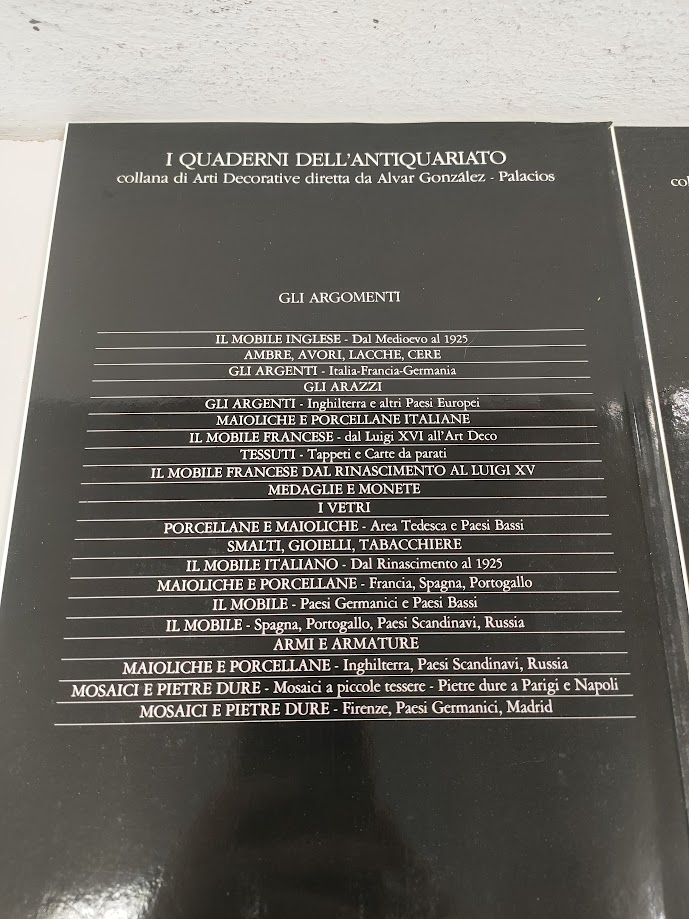 I QUADERNI DELL'ANTIQUARIATO
collana di Arti Decorative diretta da Alvar González - Palacios
GLI ARGOMENTI
IL MOBILE INGLESE - Dal Medioevo al 1925
AMBRE, AVORI, LACCHE, CERE
GLI ARGENTI - Italia-Francia-Germania
GLI ARAZZI
GLI ARGENTI - Inghilterra e altri Paesi Europei
MAIOLICHE E PORCELLANE ITALIANE
IL MOBILE FRANCESE - dal Luigi XVI all'Art Deco
TESSUTI - Tappeti e Carte da parati
IL MOBILE FRANCESE DAL RINASCIMENTO AL LUIGI XV
MEDAGLIE E MONETE
I VETRI
PORCELLANE E MAIOLICHE - Area Tedesca e Paesi Bassi
SMALTI, GIOIELLI, TABACCHIERE
IL MOBILE ITALIANO - Dal Rinascimento al 1925
MAIOLICHE E PORCELLANE - Francia, Spagna, Portogallo
IL MOBILE - Paesi Germanici e Paesi Bassi
IL MOBILE - Spagna, Portogallo, Paesi Scandinavi, Russia
ARMI E ARMATURE
MAIOLICHE E PORCELLANE - Inghilterra, Paesi Scandinavi, Russia
MOSAICI E PIETRE DURE - Mosaici a piccole tessere - Pietre dure a Parigi e Napoli
MOSAICI E PIETRE DURE - Firenze, Paesi Germanici, Madrid